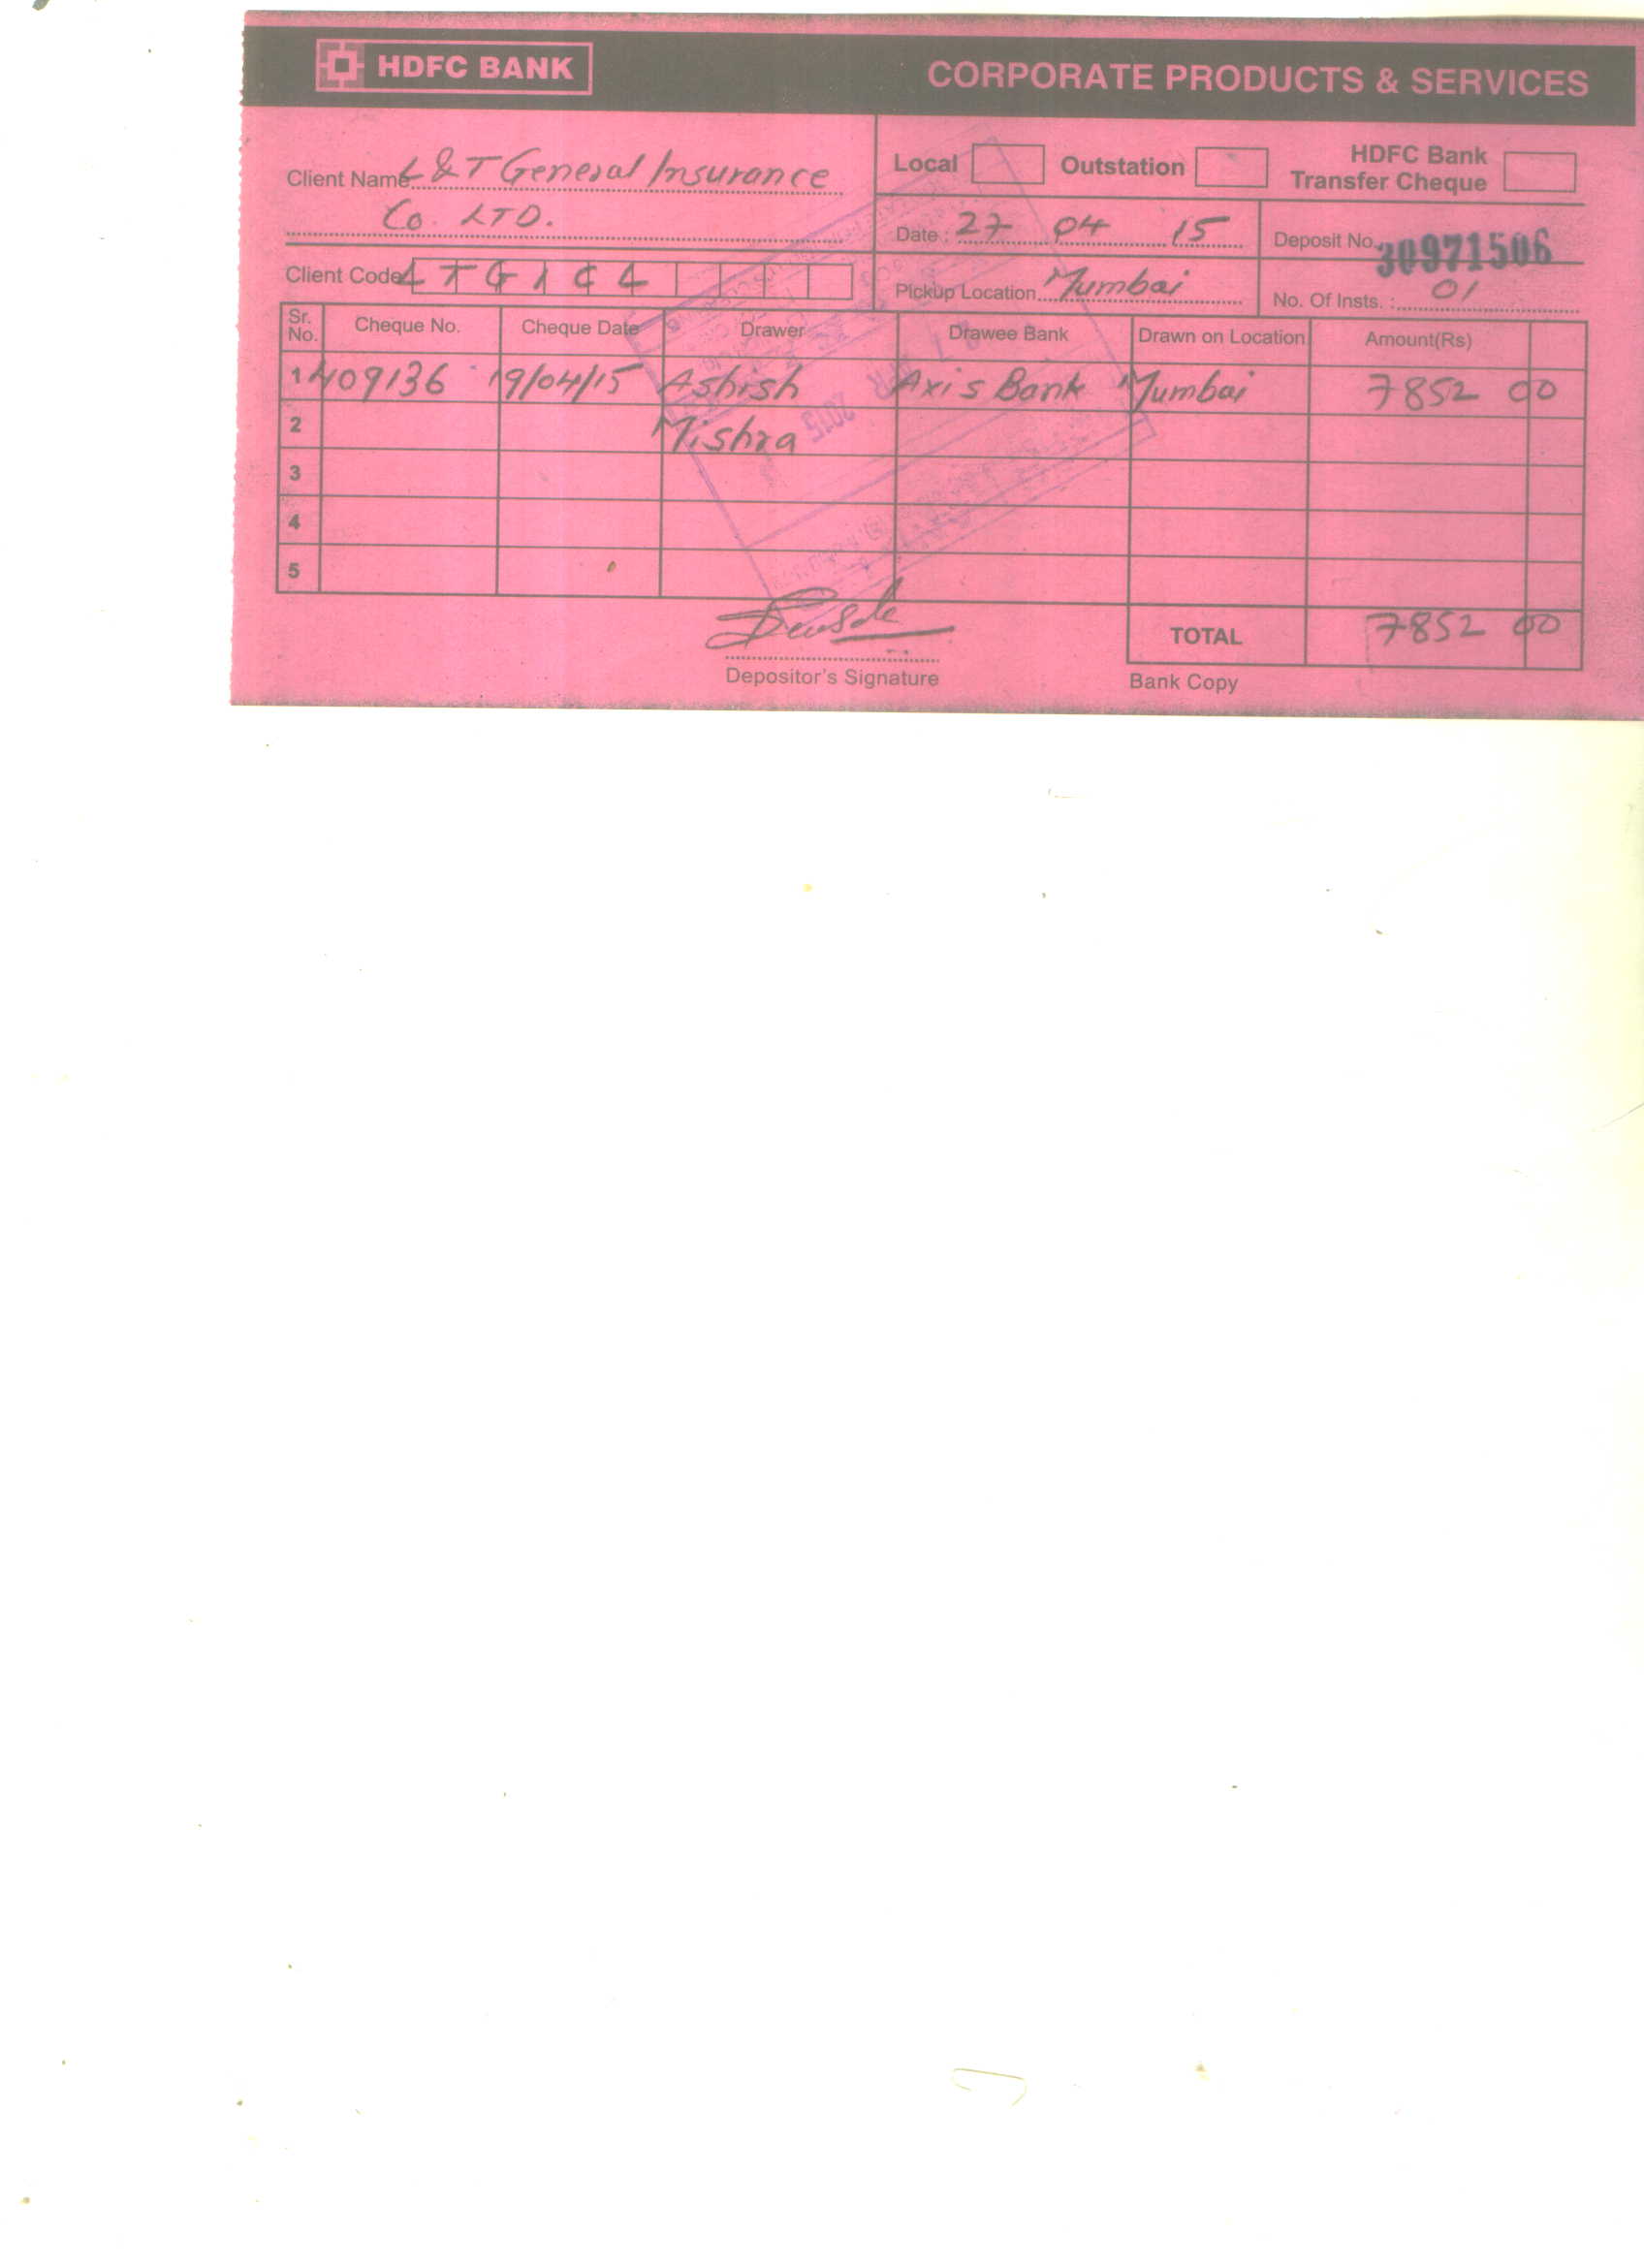 HDFC BANK
CORPORATE PRODUCTS & SERVICES
Client Name L & T General Insurance
Co. LTD.
Client Code L T G I C L
Local Outstation HDFC Bank
Transfer Cheque
Date : 27 04 15
Deposit No. 30971506
Pickup Location Mumbai
No. Of Insts. : 01
Sr. No. Cheque No. Cheque Date Drawer Drawee Bank Drawn on Location Amount(Rs)
1 409136 19/04/15 Ashish Axis Bank Mumbai 7852 00
2 Mishra
3
4
5
TOTAL 7852 00
Depositor's Signature
Bank Copy
2015